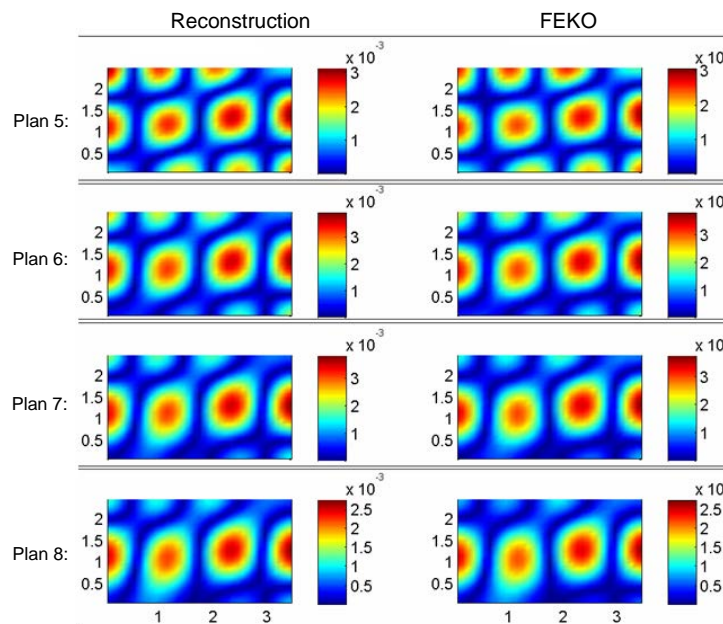 Reconstruction FEKO
x 10⁻³ x 10⁻³
Plan 5: 2 1.5 1 0.5 3 2 1 2 1.5 1 0.5 3 2 1
x 10⁻³ x 10⁻³
Plan 6: 2 1.5 1 0.5 3 2 1 2 1.5 1 0.5 3 2 1
x 10⁻³ x 10⁻³
Plan 7: 2 1.5 1 0.5 3 2 1 2 1.5 1 0.5 3 2 1
x 10⁻³ x 10⁻³
Plan 8: 2 1.5 1 0.5 2.5 2 1.5 1 0.5 2 1.5 1 0.5 2.5 2 1.5 1 0.5
1 2 3 1 2 3